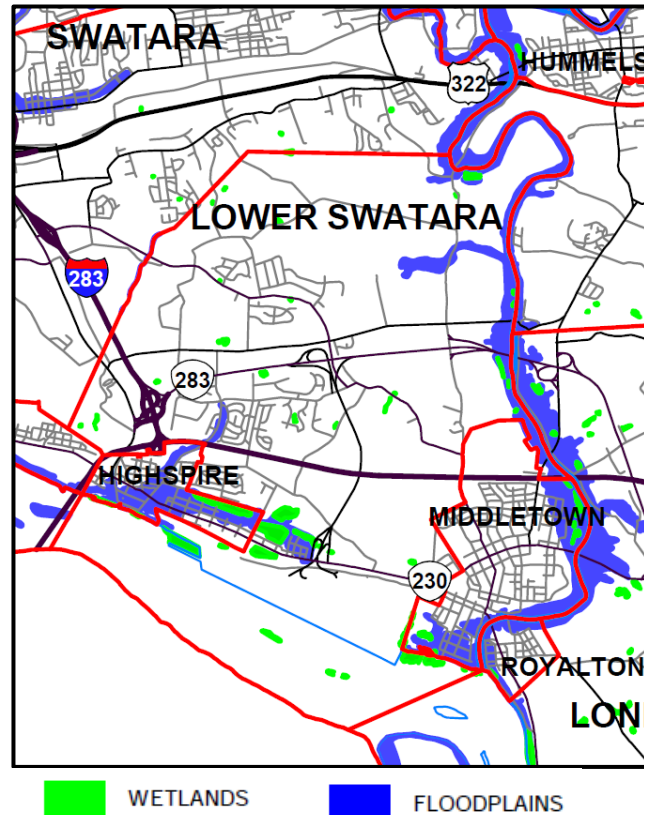 SWATARA
HUMMELS
322
LOWER SWATARA
283
283
HIGHSPIRE
MIDDLETOWN
230
ROYALTON
LON
WETLANDS
FLOODPLAINS